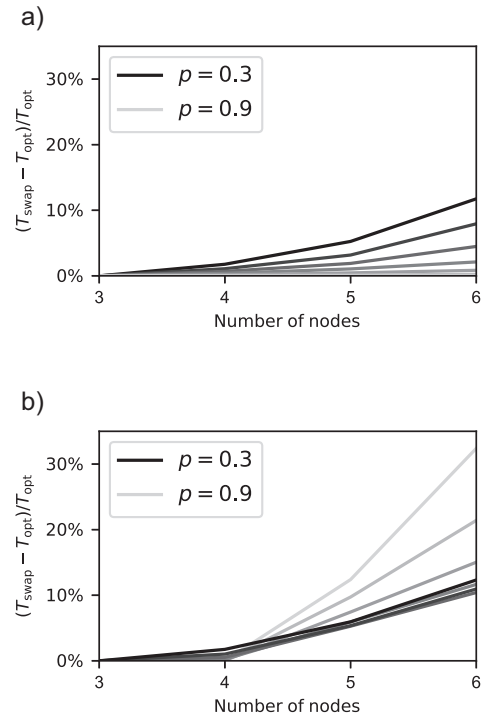 a)
30%
20%
10%
0%
(T_swap − T_opt)/T_opt
p = 0.3
p = 0.9
3 4 5 6
Number of nodes
b)
30%
20%
10%
0%
(T_swap − T_opt)/T_opt
p = 0.3
p = 0.9
3 4 5 6
Number of nodes